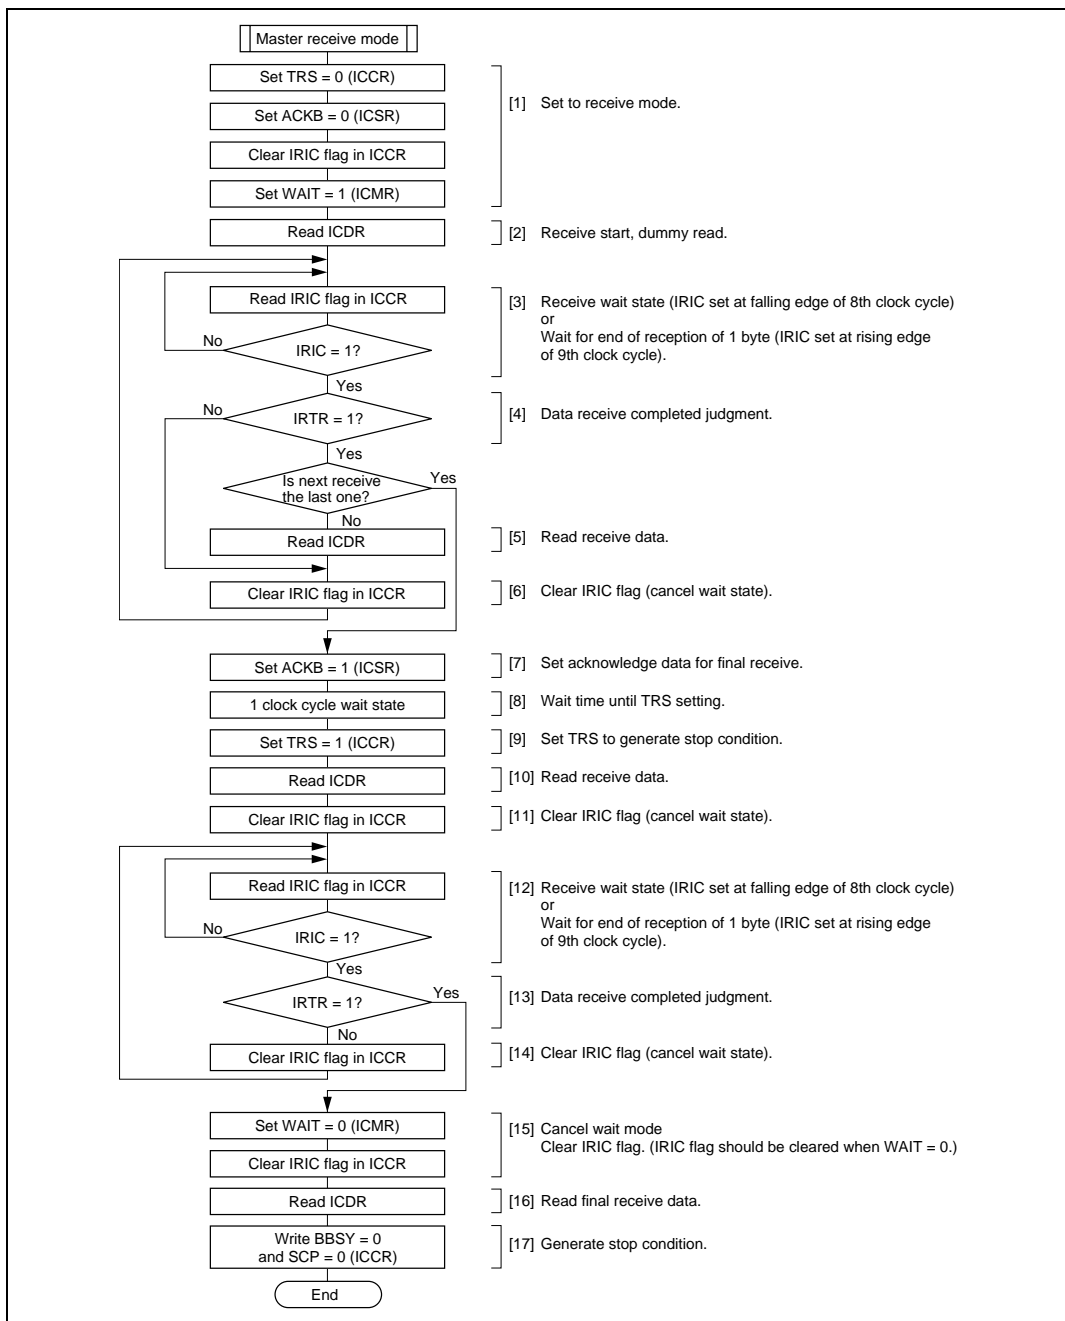 Master receive mode
Set TRS = 0 (ICCR)
[1] Set to receive mode.
Set ACKB = 0 (ICSR)
Clear IRIC flag in ICCR
Set WAIT = 1 (ICMR)
Read ICDR
[2] Receive start, dummy read.
Read IRIC flag in ICCR
[3] Receive wait state (IRIC set at falling edge of 8th clock cycle)
or
Wait for end of reception of 1 byte (IRIC set at rising edge
of 9th clock cycle).
No
IRIC = 1?
Yes
No
IRTR = 1?
[4] Data receive completed judgment.
Yes
Is next receive
the last one?
Yes
No
Read ICDR
[5] Read receive data.
Clear IRIC flag in ICCR
[6] Clear IRIC flag (cancel wait state).
Set ACKB = 1 (ICSR)
[7] Set acknowledge data for final receive.
1 clock cycle wait state
[8] Wait time until TRS setting.
Set TRS = 1 (ICCR)
[9] Set TRS to generate stop condition.
Read ICDR
[10] Read receive data.
Clear IRIC flag in ICCR
[11] Clear IRIC flag (cancel wait state).
Read IRIC flag in ICCR
[12] Receive wait state (IRIC set at falling edge of 8th clock cycle)
or
Wait for end of reception of 1 byte (IRIC set at rising edge
of 9th clock cycle).
No
IRIC = 1?
Yes
IRTR = 1?
Yes
[13] Data receive completed judgment.
No
Clear IRIC flag in ICCR
[14] Clear IRIC flag (cancel wait state).
Set WAIT = 0 (ICMR)
[15] Cancel wait mode
Clear IRIC flag. (IRIC flag should be cleared when WAIT = 0.)
Clear IRIC flag in ICCR
Read ICDR
[16] Read final receive data.
Write BBSY = 0
and SCP = 0 (ICCR)
[17] Generate stop condition.
End